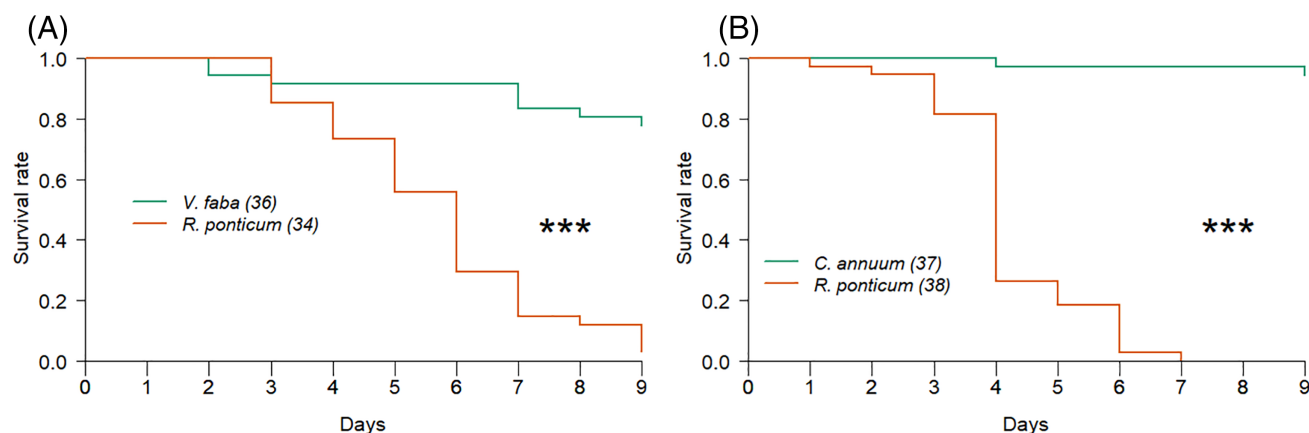 (A)
Survival rate
1.0
0.8
0.6
0.4
0.2
0.0
V. faba (36)
R. ponticum (34)
***
0 1 2 3 4 5 6 7 8 9
Days
(B)
Survival rate
1.0
0.8
0.6
0.4
0.2
0.0
C. annuum (37)
R. ponticum (38)
***
0 1 2 3 4 5 6 7 8 9
Days